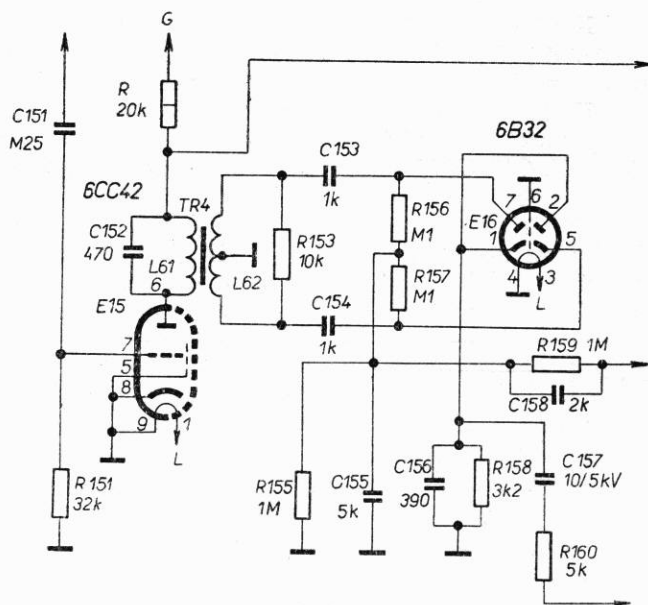 G
R
20k
C151
M25
6CC42
TR4
C152
470
L61
6
L62
E15
7
5
8
9
1
L
R151
32k
C153
1k
R153
10k
C154
1k
R156
M1
R157
M1
6B32
7
6
2
E16
1
5
4
3
L
R159 1M
C158
2k
R155
1M
C155
5k
C156
390
R158
3k2
C157
10/5kV
R160
5k